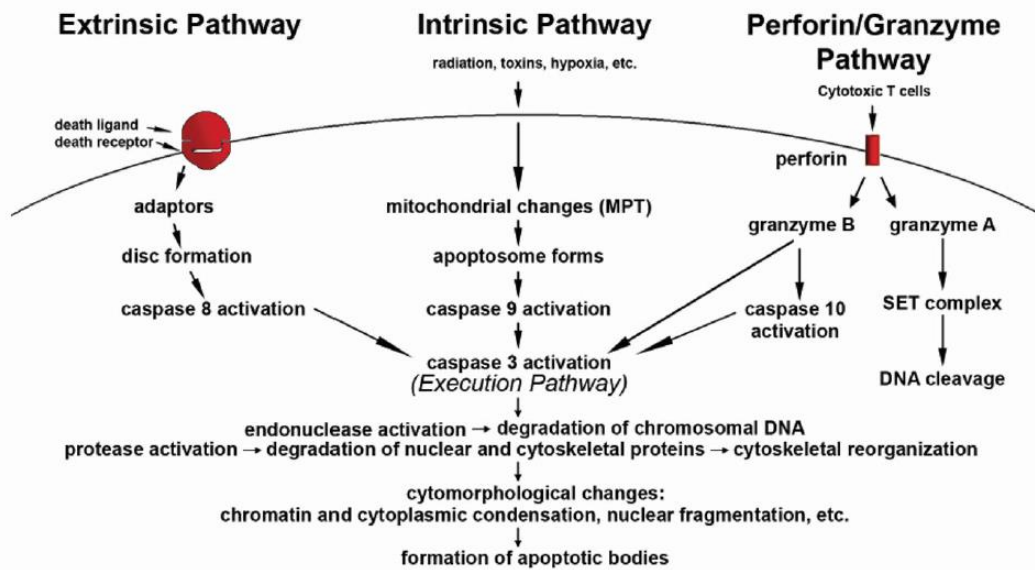 Extrinsic Pathway
Intrinsic Pathway
Perforin/Granzyme
Pathway
radiation, toxins, hypoxia, etc.
Cytotoxic T cells
death ligand
death receptor
perforin
adaptors
mitochondrial changes (MPT)
granzyme B
granzyme A
disc formation
apoptosome forms
caspase 8 activation
caspase 9 activation
caspase 10
activation
SET complex
caspase 3 activation
(Execution Pathway)
DNA cleavage
endonuclease activation → degradation of chromosomal DNA
protease activation → degradation of nuclear and cytoskeletal proteins → cytoskeletal reorganization
cytomorphological changes:
chromatin and cytoplasmic condensation, nuclear fragmentation, etc.
formation of apoptotic bodies